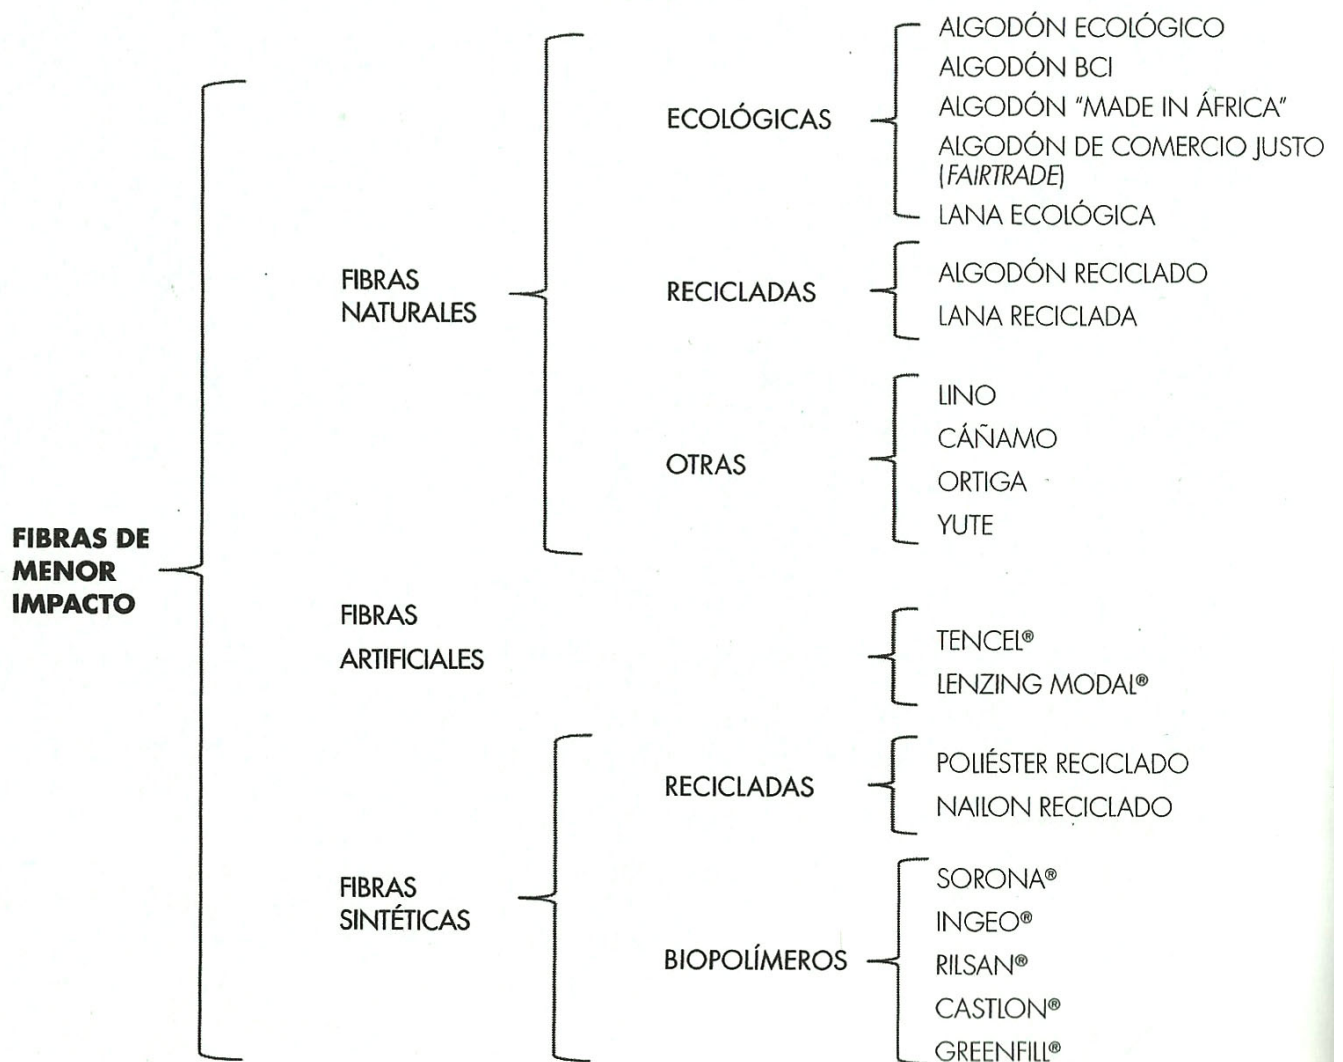 FIBRAS DE
MENOR
IMPACTO
FIBRAS
NATURALES
ECOLÓGICAS
ALGODÓN ECOLÓGICO
ALGODÓN BCI
ALGODÓN “MADE IN ÁFRICA”
ALGODÓN DE COMERCIO JUSTO
(FAIRTRADE)
LANA ECOLÓGICA
RECICLADAS
ALGODÓN RECICLADO
LANA RECICLADA
OTRAS
LINO
CÁÑAMO
ORTIGA
YUTE
FIBRAS
ARTIFICIALES
TENCEL®
LENZING MODAL®
FIBRAS
SINTÉTICAS
RECICLADAS
POLIÉSTER RECICLADO
NAILON RECICLADO
BIOPOLÍMEROS
SORONA®
INGEO®
RILSAN®
CASTLON®
GREENFILL®